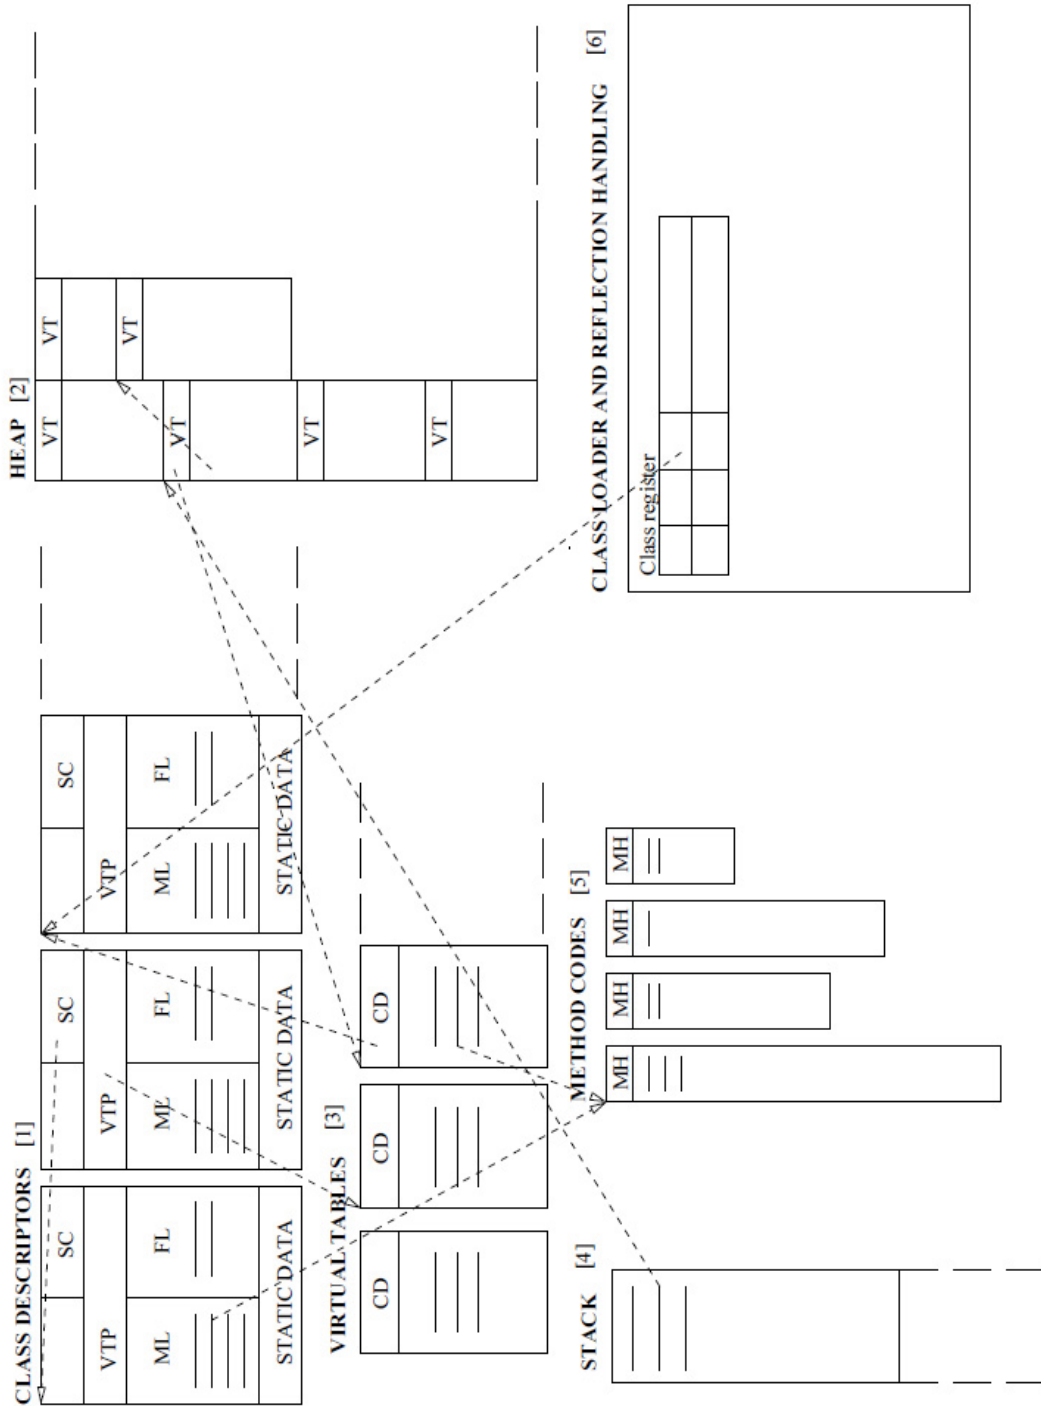 CLASS DESCRIPTORS [1]
SC
SC
SC
VTP
VTP
VTP
ML
FL
ML
FL
ML
FL
STATIC DATA
STATIC DATA
STATIC DATA
HEAP [2]
VT
VT
VT
VT
VT
VT
VIRTUAL TABLES [3]
CD
CD
CD
STACK [4]
METHOD CODES [5]
MH
MH
MH
MH
CLASS LOADER AND REFLECTION HANDLING [6]
Class register